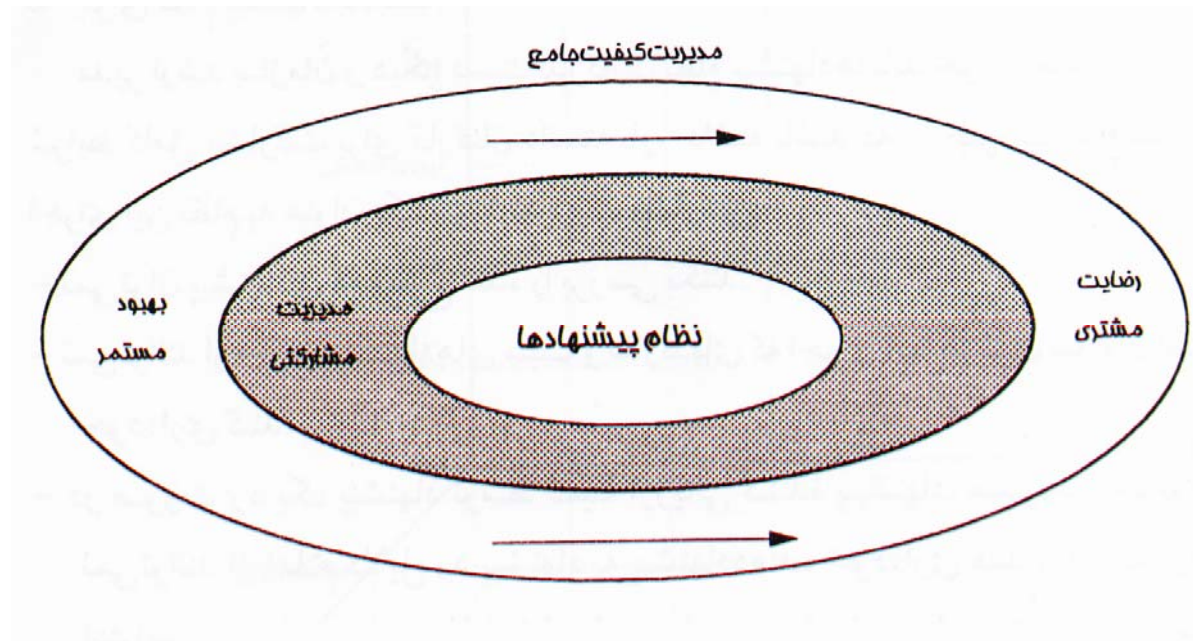 مدیریت کیفیت جامع
رضایت
مشتری
نظام پیشنهادها
مدیریت
مشارکتی
بهبود
مستمر